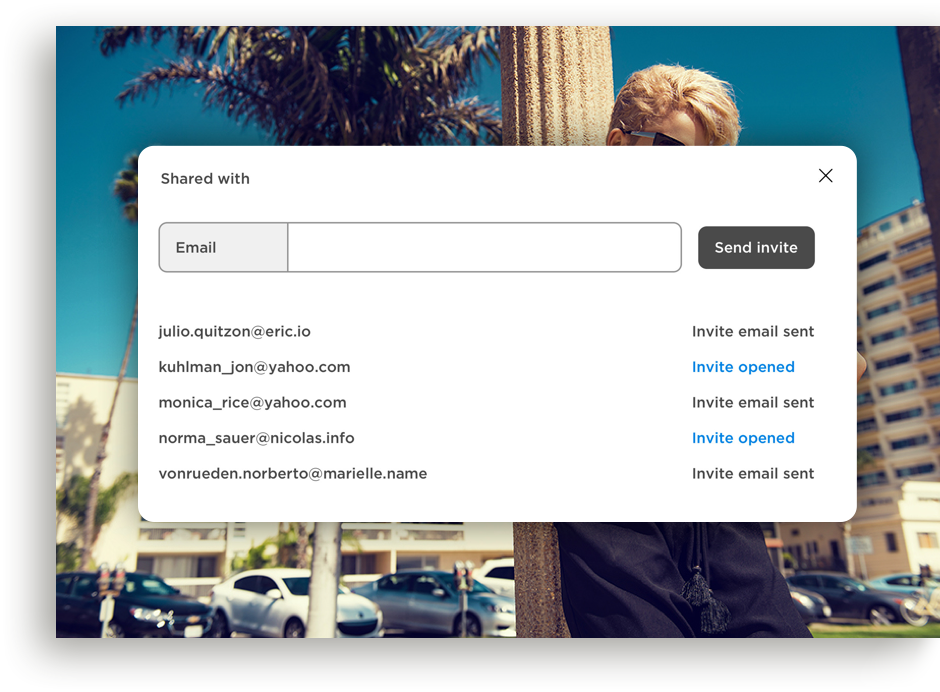 Shared with
Email
Send invite
julio.quitzon@eric.io Invite email sent
kuhlman_jon@yahoo.com Invite opened
monica_rice@yahoo.com Invite email sent
norma_sauer@nicolas.info Invite opened
vonrueden.norberto@marielle.name Invite email sent